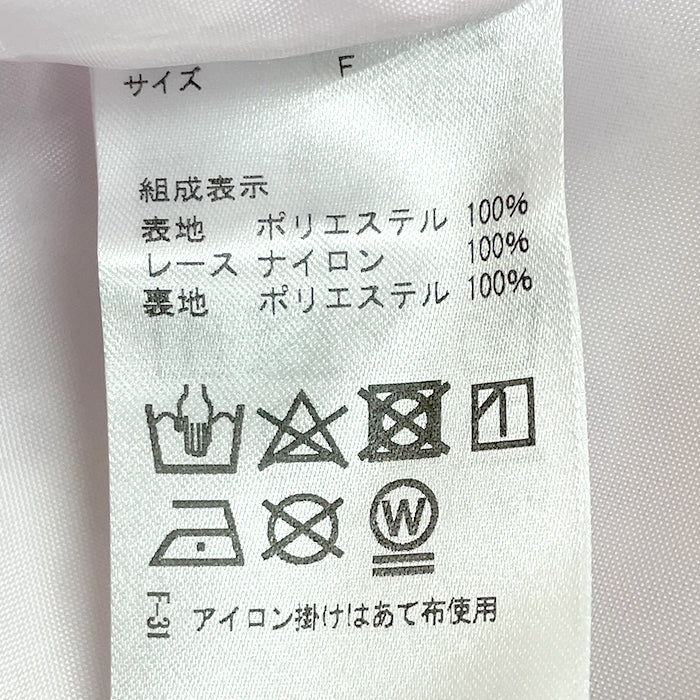 サイズ F
組成表示
表地 ポリエステル 100%
レース ナイロン 100%
裏地 ポリエステル 100%
W
F-31 アイロン掛けはあて布使用